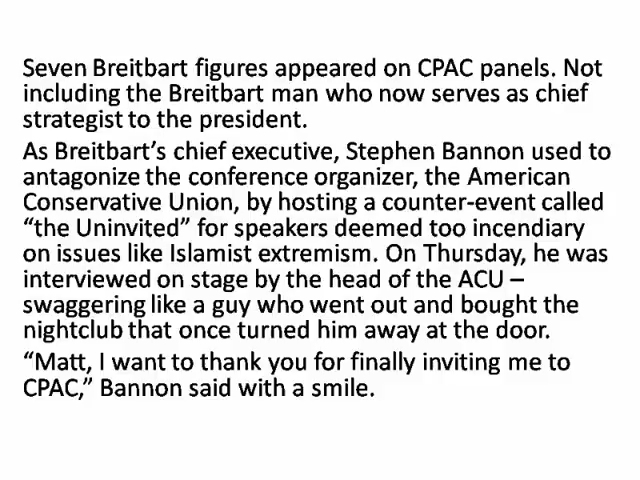 Seven Breitbart figures appeared on CPAC panels. Not
including the Breitbart man who now serves as chief
strategist to the president.
As Breitbart’s chief executive, Stephen Bannon used to
antagonize the conference organizer, the American
Conservative Union, by hosting a counter-event called
“the Uninvited” for speakers deemed too incendiary
on issues like Islamist extremism. On Thursday, he was
interviewed on stage by the head of the ACU –
swaggering like a guy who went out and bought the
nightclub that once turned him away at the door.
“Matt, I want to thank you for finally inviting me to
CPAC,” Bannon said with a smile.